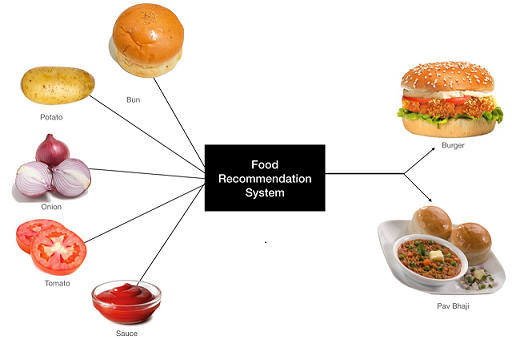 Bun
Potato
Onion
Tomato
Sauce
Food
Recommendation
System
Burger
Pav Bhaji